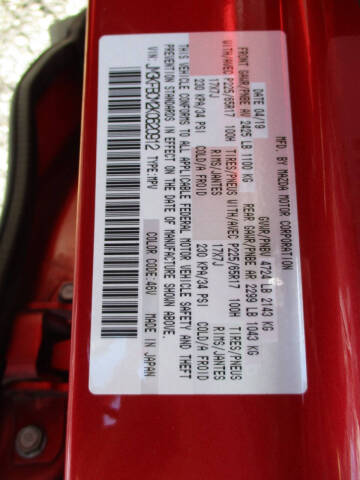 MFD. BY MAZDA MOTOR CORPORATION
DATE 04/19 GVWR/PNBV 4724 LB 2143 KG
FRONT GAWR/PNBE AV 2425 LB 1100 KG REAR GAWR/PNBE AR 2299 LB 1043 KG
WITH/AVEC P225/65R17 100H TIRES/PNEUS WITH/AVEC P225/65R17 100H TIRES/PNEUS
17X7J RIMS/JANTES 17X7J RIMS/JANTES
230 KPA/34 PSI COLD/A FROID 230 KPA/34 PSI COLD/A FROID
THIS VEHICLE CONFORMS TO ALL APPLICABLE FEDERAL MOTOR VEHICLE SAFETY AND THEFT
PREVENTION STANDARDS IN EFFECT ON THE DATE OF MANUFACTURE SHOWN ABOVE.
VIN: TYPE:MPV COLOR CODE:46V MADE IN JAPAN